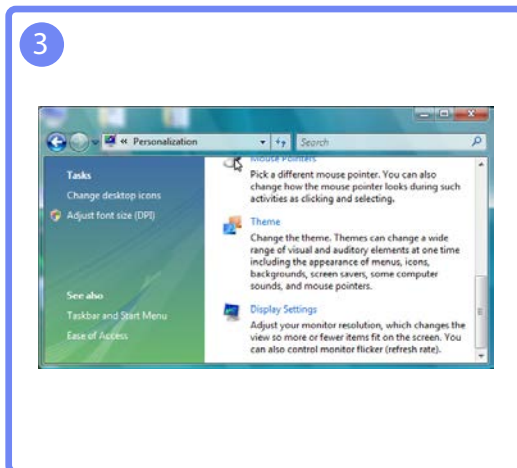 3
« Personalization
Search
Tasks
Change desktop icons
Adjust font size (DPI)
See also
Taskbar and Start Menu
Ease of Access
Mouse Pointers
Pick a different mouse pointer. You can also
change how the mouse pointer looks during such
activities as clicking and selecting.
Theme
Change the theme. Themes can change a wide
range of visual and auditory elements at one time
including the appearance of menus, icons,
backgrounds, screen savers, some computer
sounds, and mouse pointers.
Display Settings
Adjust your monitor resolution, which changes the
view so more or fewer items fit on the screen. You
can also control monitor flicker (refresh rate).